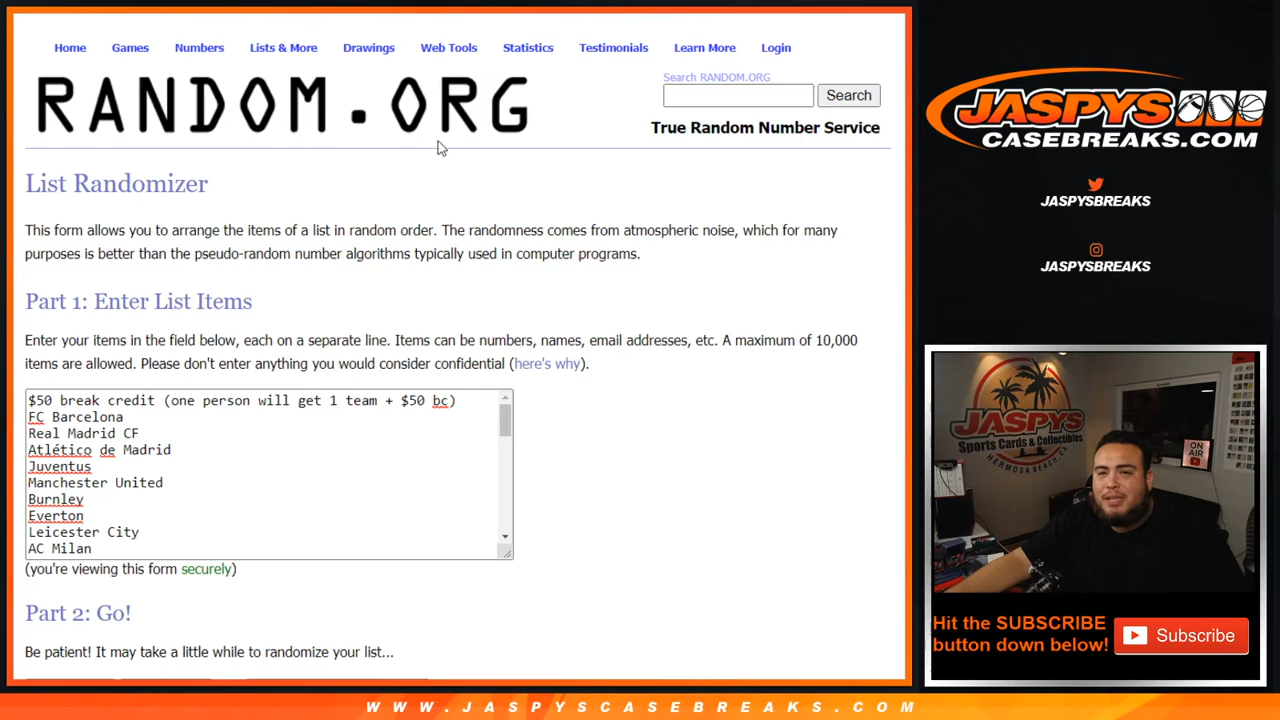 Home Games Numbers Lists & More Drawings Web Tools Statistics Testimonials Learn More Login
RANDOM.ORG
Search RANDOM.ORG
Search
True Random Number Service
List Randomizer
This form allows you to arrange the items of a list in random order. The randomness comes from atmospheric noise, which for many
purposes is better than the pseudo-random number algorithms typically used in computer programs.
Part 1: Enter List Items
Enter your items in the field below, each on a separate line. Items can be numbers, names, email addresses, etc. A maximum of 10,000
items are allowed. Please don't enter anything you would consider confidential (here's why).
$50 break credit (one person will get 1 team + $50 bc)
FC Barcelona
Real Madrid CF
Atlético de Madrid
Juventus
Manchester United
Burnley
Everton
Leicester City
AC Milan
(you're viewing this form securely)
Part 2: Go!
Be patient! It may take a little while to randomize your list...
JASPYS
CASEBREAKS.COM
JASPYSBREAKS
JASPYSBREAKS
JASPYS
Sports Cards & Collectibles
HERMOSA BEACH, CA
ON AIR
Hit the SUBSCRIBE
button down below!
Subscribe
WWW.JASPYSCASEBREAKS.COM